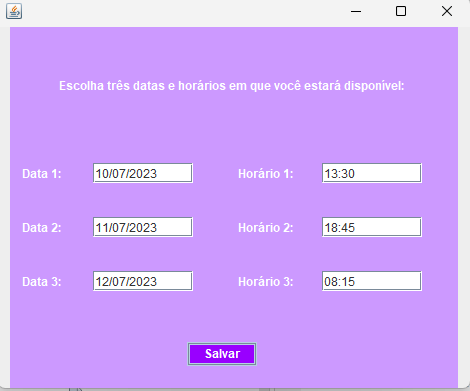 Escolha três datas e horários em que você estará disponível:
Data 1: 10/07/2023 Horário 1: 13:30
Data 2: 11/07/2023 Horário 2: 18:45
Data 3: 12/07/2023 Horário 3: 08:15
Salvar